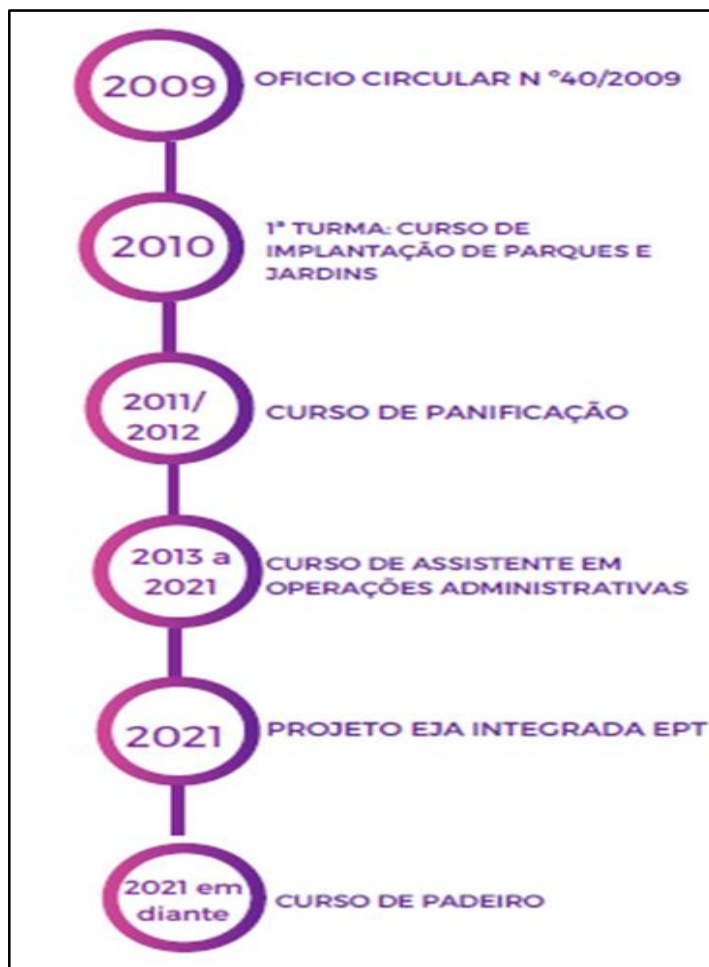 2009
OFICIO CIRCULAR N º40/2009
2010
1ª TURMA: CURSO DE
IMPLANTAÇÃO DE PARQUES E
JARDINS
2011/
2012
CURSO DE PANIFICAÇÃO
2013 a
2021
CURSO DE ASSISTENTE EM
OPERAÇÕES ADMINISTRATIVAS
2021
PROJETO EJA INTEGRADA EPT
2021 em
diante
CURSO DE PADEIRO